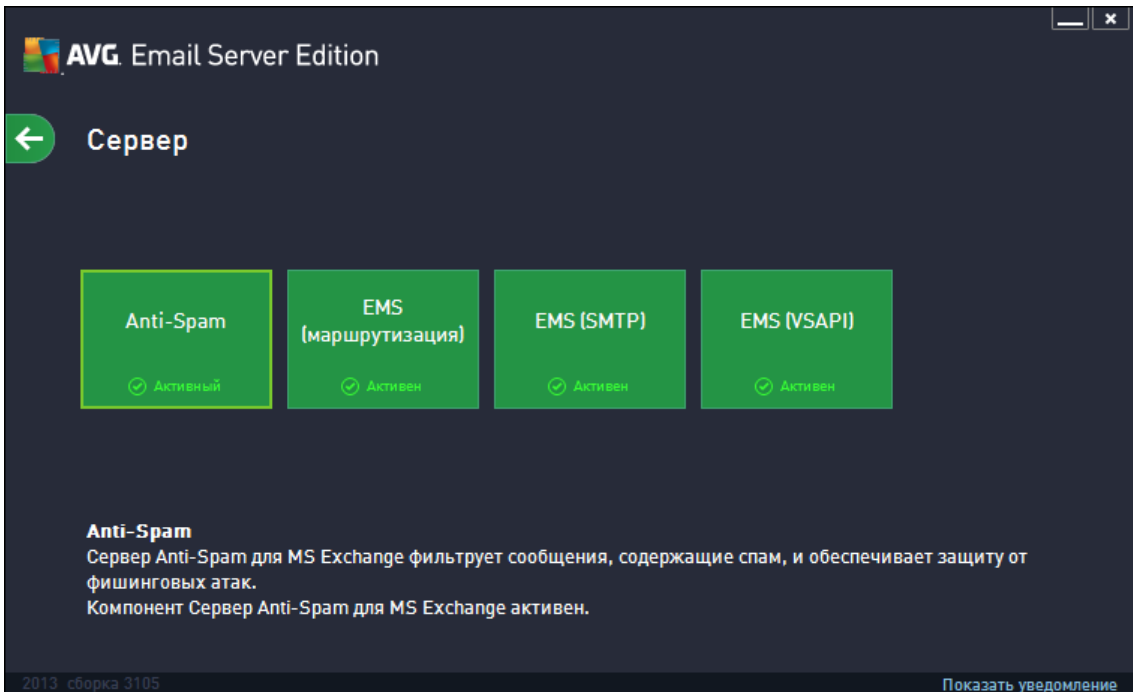 AVG. Email Server Edition
Сервер
Anti-Spam
Активный
EMS
(маршрутизация)
Активен
EMS (SMTP)
Активен
EMS (VSAPI)
Активен
Anti-Spam
Сервер Anti-Spam для MS Exchange фильтрует сообщения, содержащие спам, и обеспечивает защиту от
фишинговых атак.
Компонент Сервер Anti-Spam для MS Exchange активен.
2013 сборка 3105
Показать уведомление